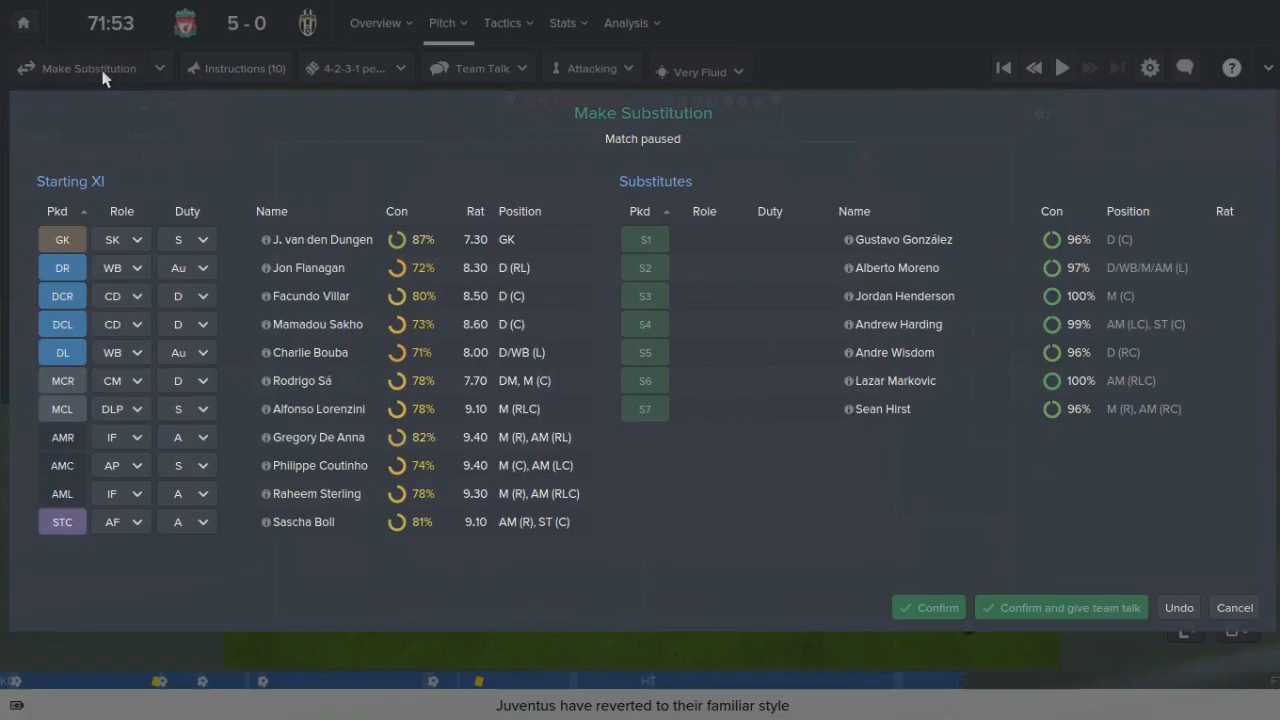 71:53 5 - 0 Overview Pitch Tactics Stats Analysis
Make Substitution Instructions (10) 4-2-3-1 pe... Team Talk Attacking Very Fluid ?
Make Substitution
Match paused
Starting XI
Pkd Role Duty Name Con Rat Position
GK SK S J. van den Dungen 87% 7.30 GK
DR WB Au Jon Flanagan 72% 8.30 D (RL)
DCR CD D Facundo Villar 80% 8.50 D (C)
DCL CD D Mamadou Sakho 73% 8.60 D (C)
DL WB Au Charlie Bouba 71% 8.00 D/WB (L)
MCR CM D Rodrigo Sá 78% 7.70 DM, M (C)
MCL DLP S Alfonso Lorenzini 78% 9.10 M (RLC)
AMR IF A Gregory De Anna 82% 9.40 M (R), AM (RL)
AMC AP S Philippe Coutinho 74% 9.40 M (C), AM (LC)
AML IF A Raheem Sterling 78% 9.30 M (R), AM (RLC)
STC AF A Sascha Boll 81% 9.10 AM (R), ST (C)
Substitutes
Pkd Role Duty Name Con Position Rat
S1 Gustavo González 96% D (C)
S2 Alberto Moreno 97% D/WB/M/AM (L)
S3 Jordan Henderson 100% M (C)
S4 Andrew Harding 99% AM (LC), ST (C)
S5 Andre Wisdom 96% D (RC)
S6 Lazar Markovic 100% AM (RLC)
S7 Sean Hirst 96% M (R), AM (RC)
Confirm Confirm and give team talk Undo Cancel
HT
Juventus have reverted to their familiar style